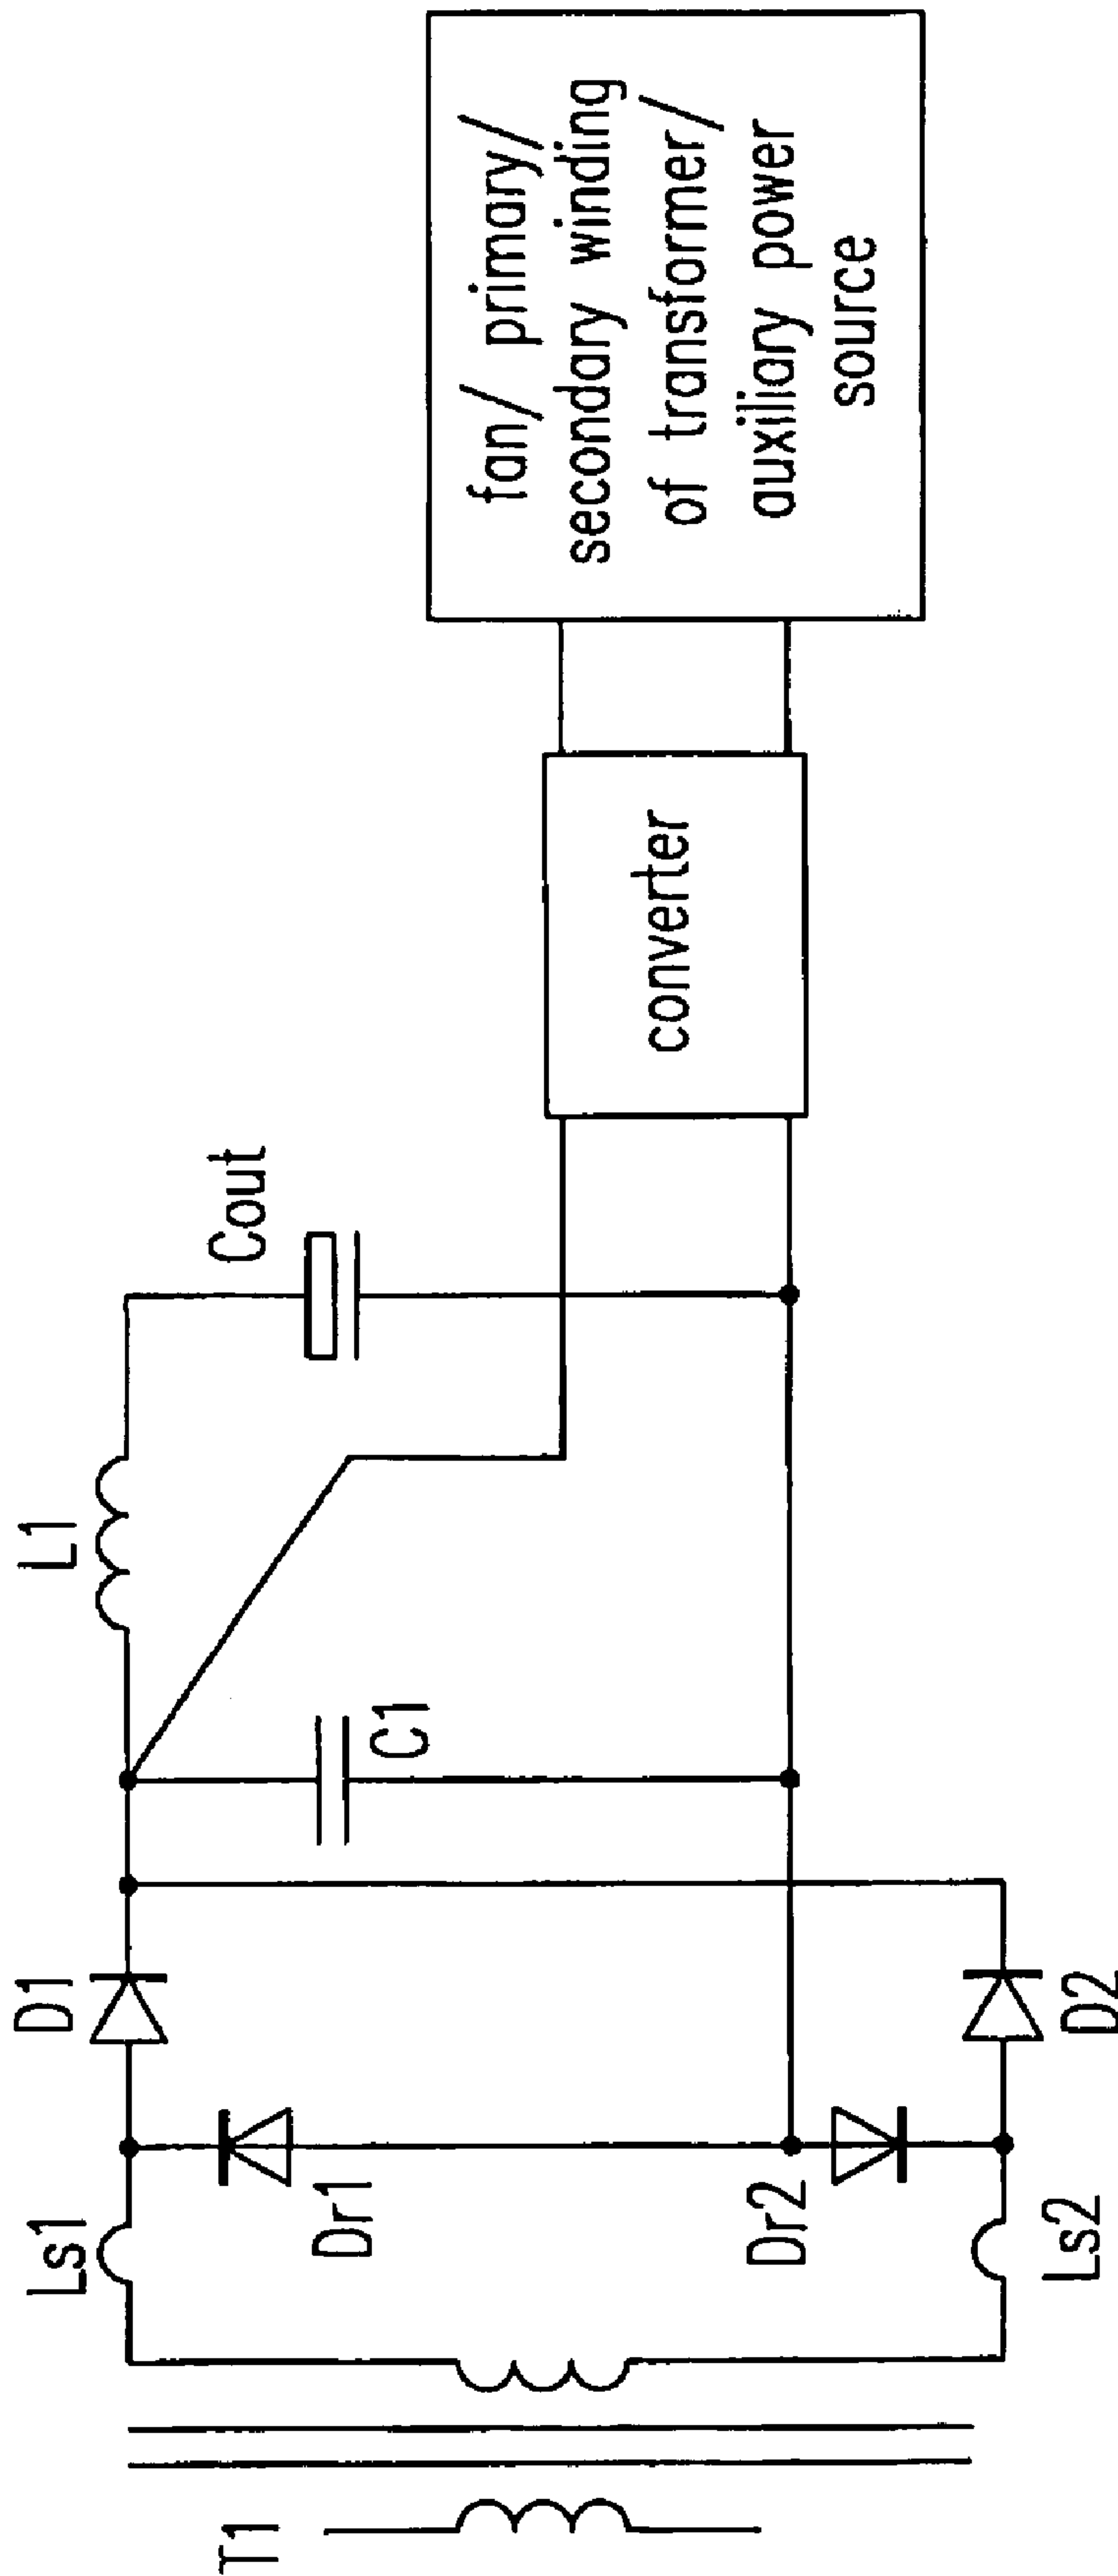 T1
Ls1
Ls2
Dr1
Dr2
D1
D2
C1
L1
Cout
converter
fan/ primary/
secondary winding
of transformer/
auxiliary power
source